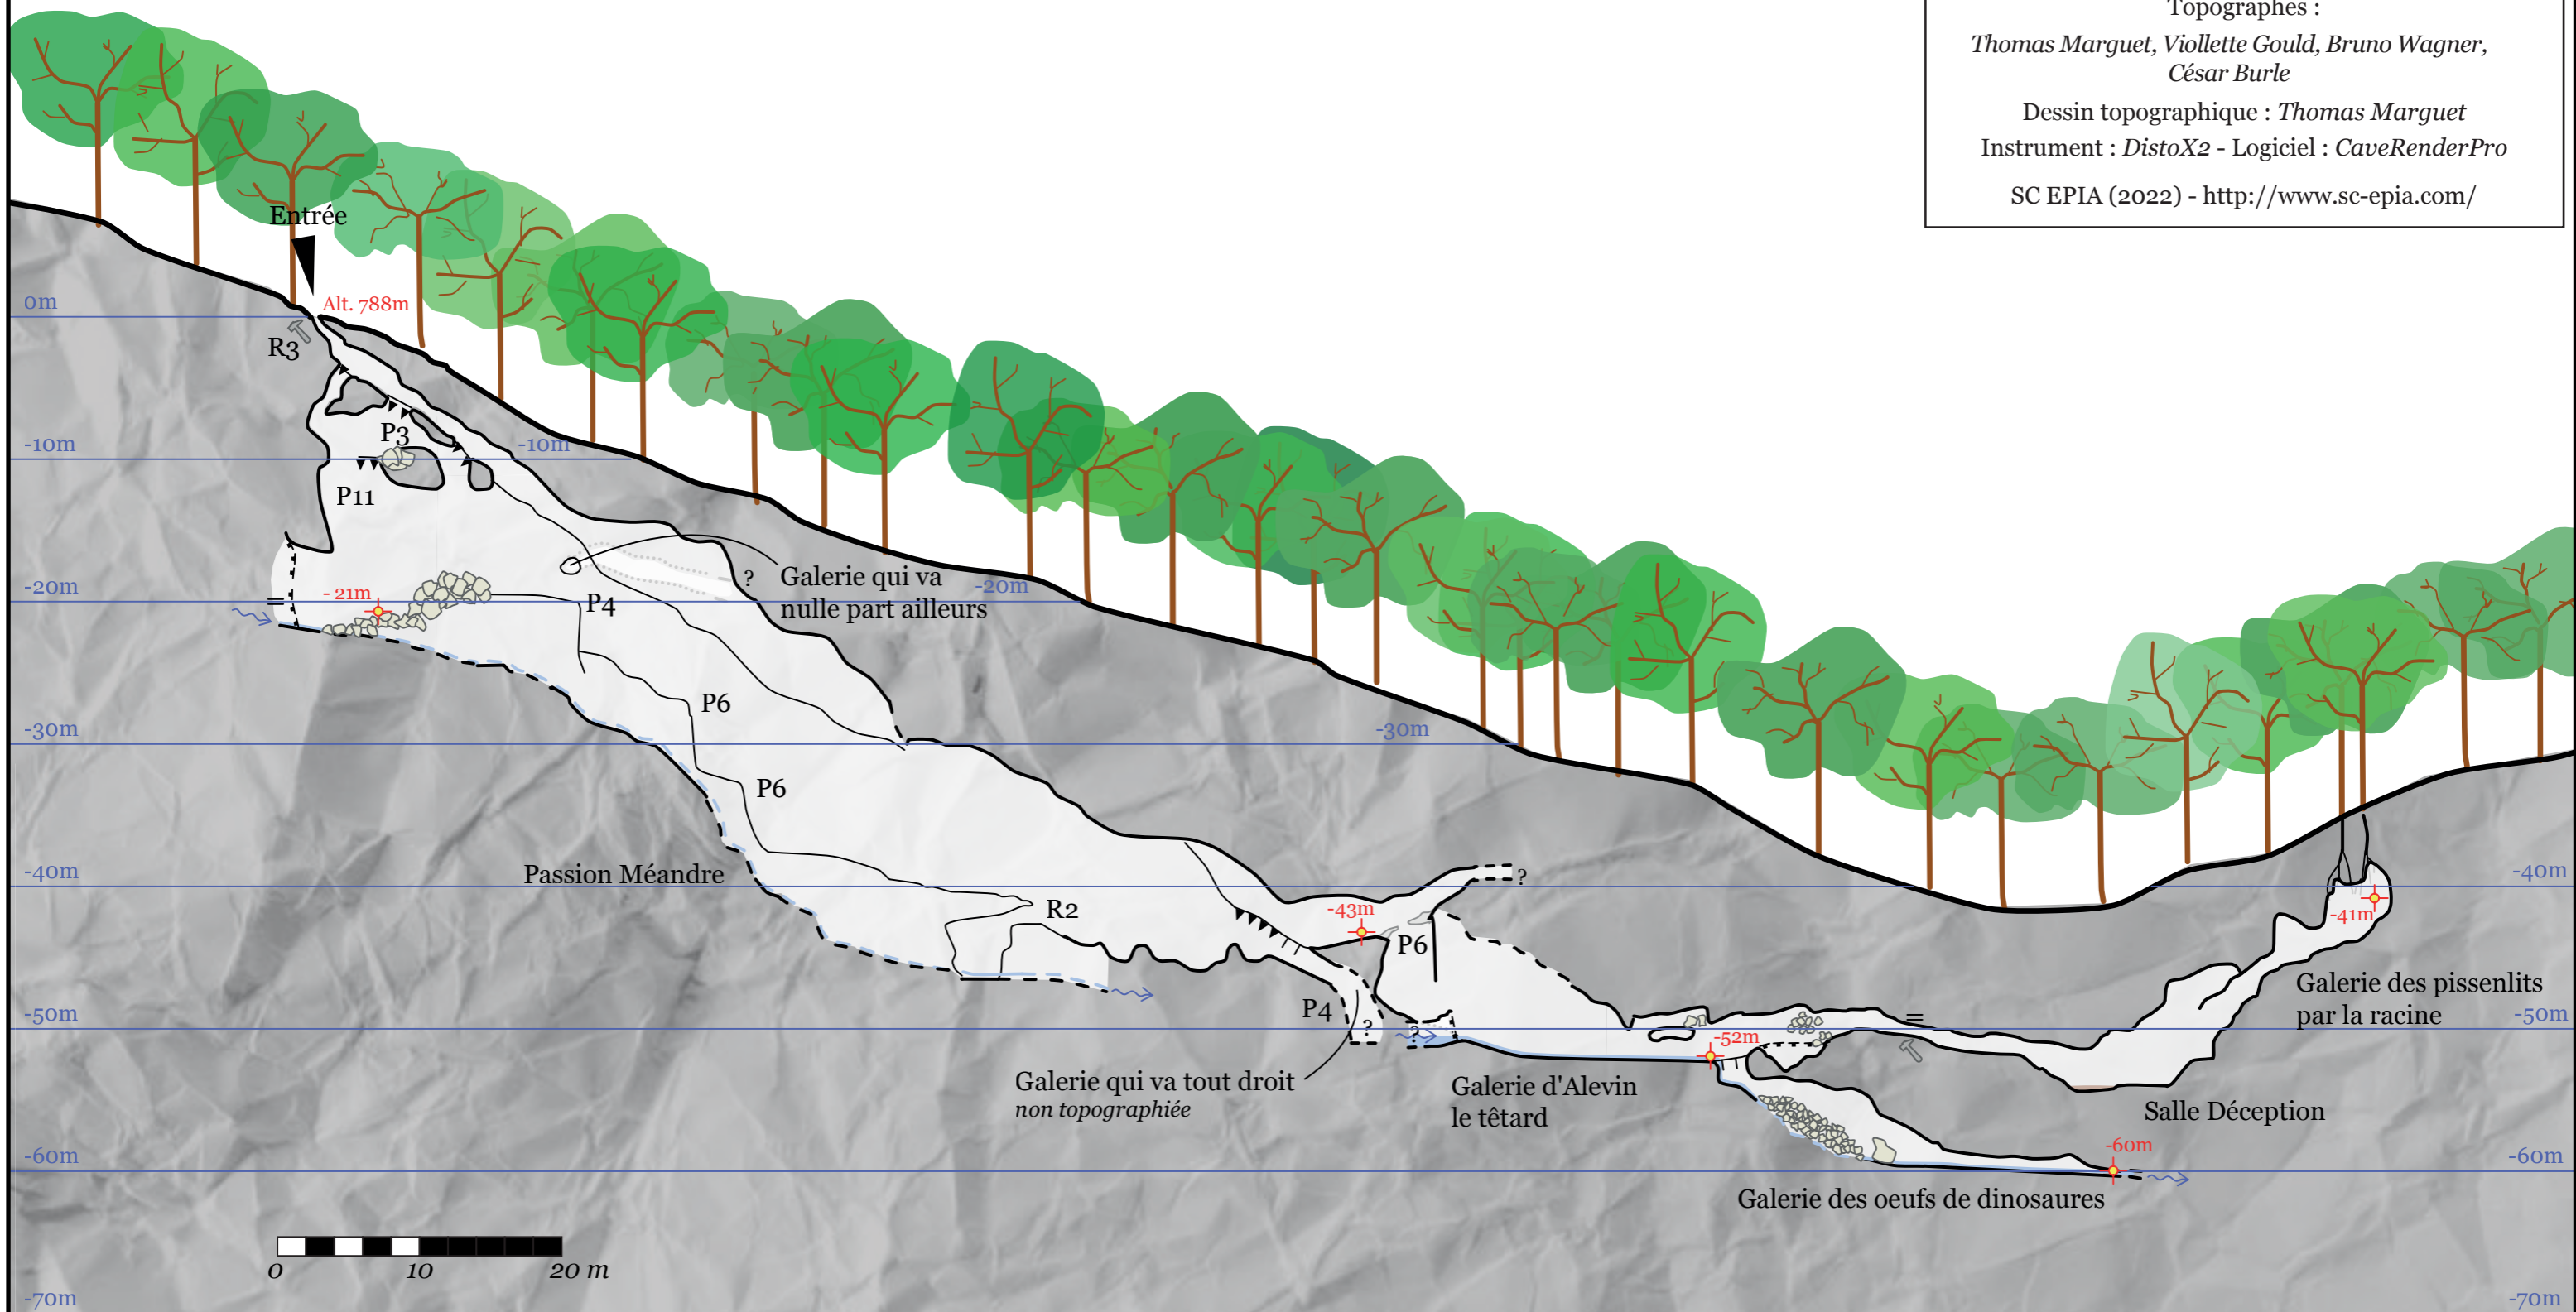 Topographes :
Thomas Marguet, Viollette Gould, Bruno Wagner,
César Burle
Dessin topographique : Thomas Marguet
Instrument : DistoX2 - Logiciel : CaveRenderPro
SC EPIA (2022) - http://www.sc-epia.com/
Entrée
0m
Alt. 788m
R3
P3
-10m
-10m
P11
-20m
- 21m
=
P4
?
Galerie qui va
nulle part ailleurs
-20m
P6
-30m
-30m
P6
-40m
Passion Méandre
?
-40m
R2
-43m
P6
-41m
Galerie des pissenlits
par la racine
P4
?
?
=
-50m
-50m
-52m
Galerie qui va tout droit
non topographiée
Galerie d'Alevin
le têtard
Salle Déception
-60m
-60m
-60m
Galerie des oeufs de dinosaures
0
10
20 m
-70m
-70m